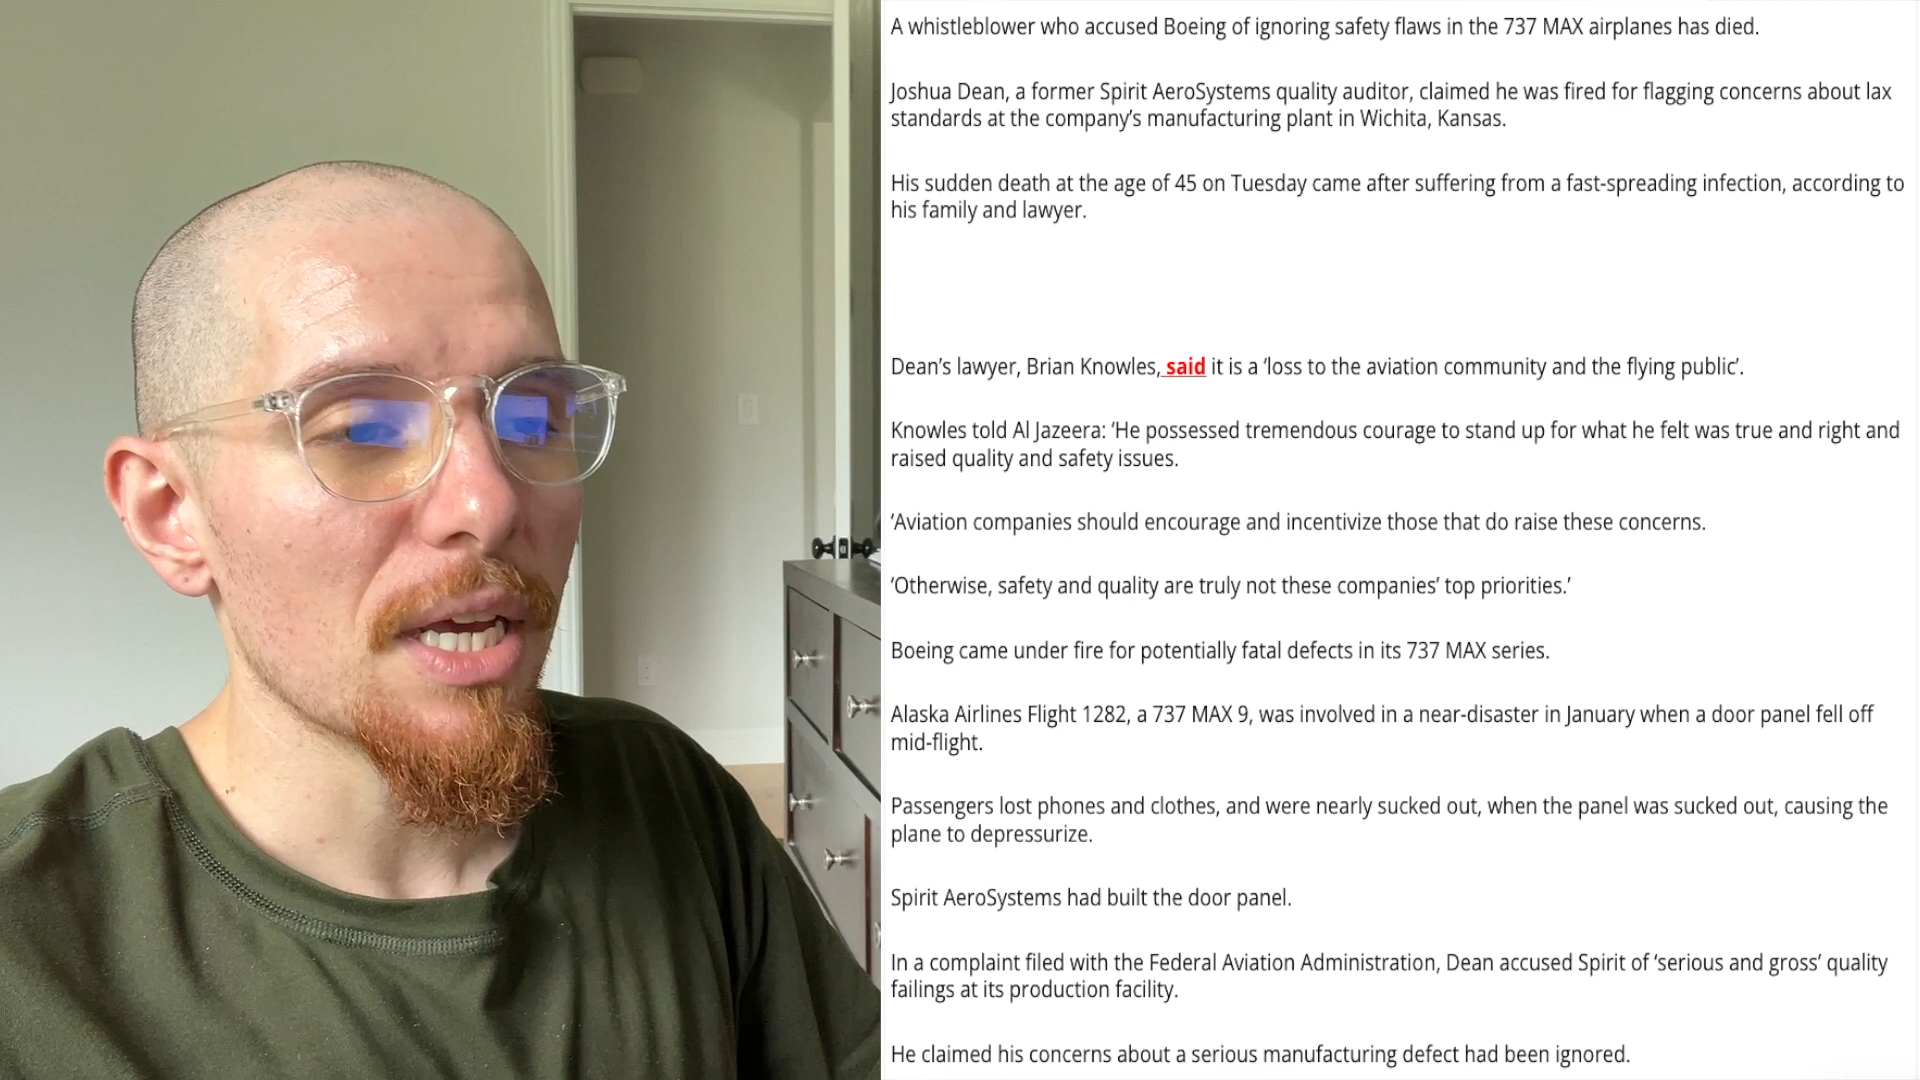 A whistleblower who accused Boeing of ignoring safety flaws in the 737 MAX airplanes has died.
Joshua Dean, a former Spirit AeroSystems quality auditor, claimed he was fired for flagging concerns about lax
standards at the company’s manufacturing plant in Wichita, Kansas.
His sudden death at the age of 45 on Tuesday came after suffering from a fast-spreading infection, according to
his family and lawyer.
Dean’s lawyer, Brian Knowles, said it is a ‘loss to the aviation community and the flying public’.
Knowles told Al Jazeera: ‘He possessed tremendous courage to stand up for what he felt was true and right and
raised quality and safety issues.
‘Aviation companies should encourage and incentivize those that do raise these concerns.
‘Otherwise, safety and quality are truly not these companies’ top priorities.’
Boeing came under fire for potentially fatal defects in its 737 MAX series.
Alaska Airlines Flight 1282, a 737 MAX 9, was involved in a near-disaster in January when a door panel fell off
mid-flight.
Passengers lost phones and clothes, and were nearly sucked out, when the panel was sucked out, causing the
plane to depressurize.
Spirit AeroSystems had built the door panel.
In a complaint filed with the Federal Aviation Administration, Dean accused Spirit of ‘serious and gross’ quality
failings at its production facility.
He claimed his concerns about a serious manufacturing defect had been ignored.